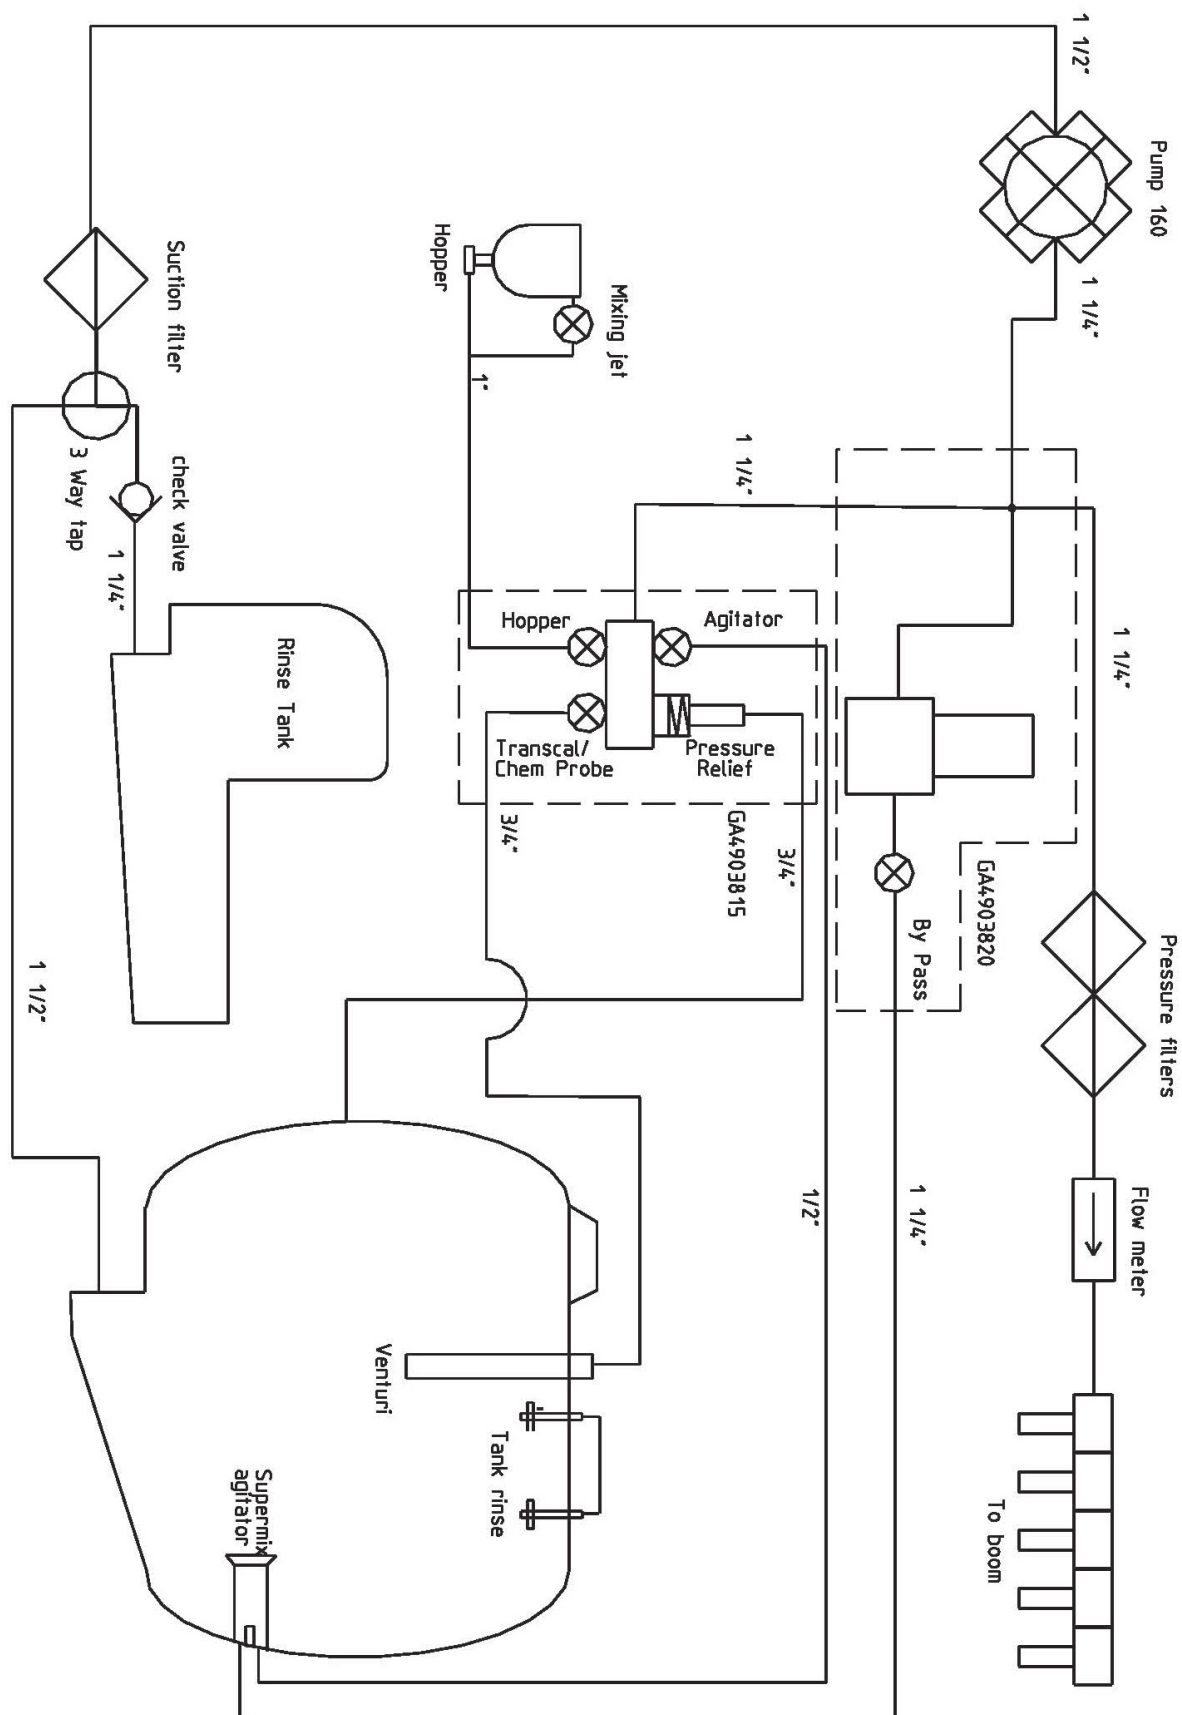 1 1/2"
Pump 160
1 1/4"
Suction filter
Hopper
Mixing jet
1"
3 Way tap
check valve
1 1/4"
1 1/4"
1 1/4"
Rinse Tank
Hopper
Agitator
Transcal/
Chem Probe
Pressure
Relief
GA4903815
3/4"
3/4"
GA4903820
By Pass
Pressure filters
1 1/2"
1/2"
1 1/4"
Flow meter
Venturi
Tank rinse
Supermix
agitator
To boom